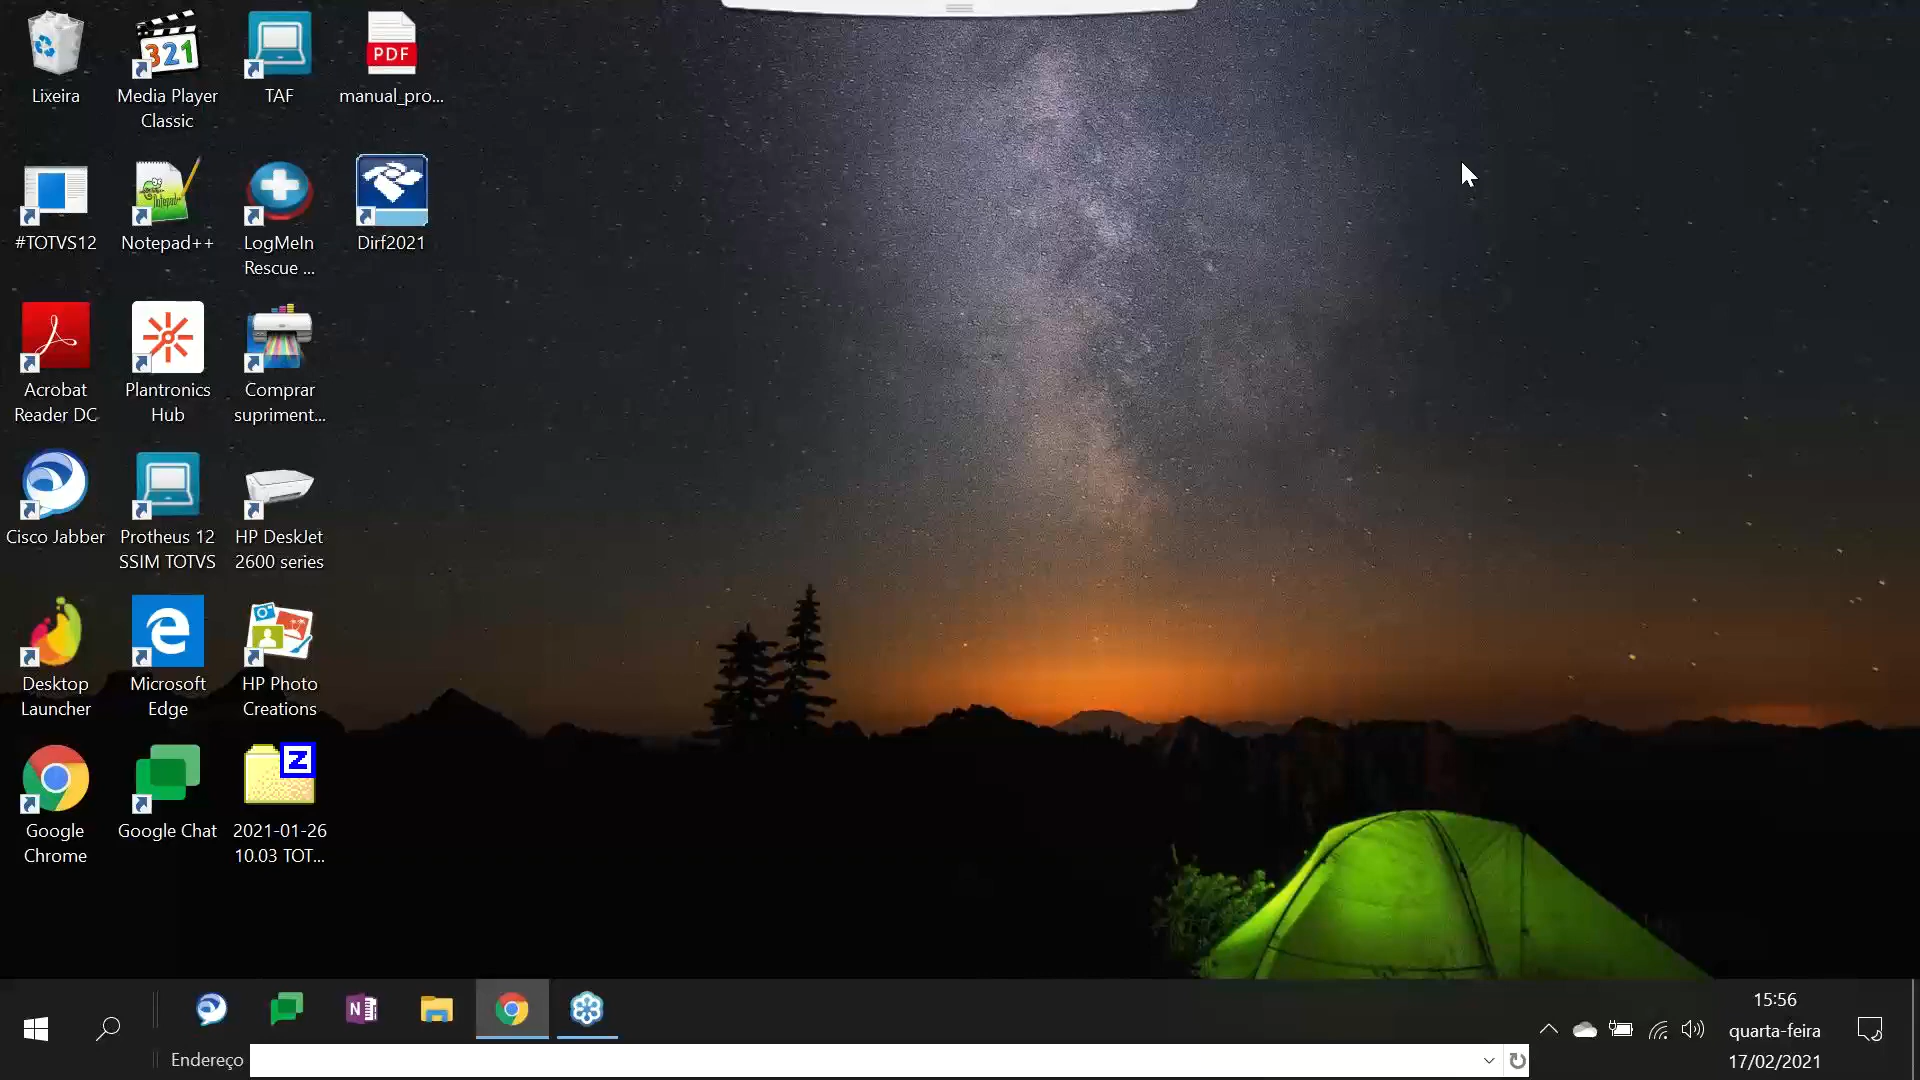 Lixeira
Media Player
Classic
TAF
manual_pro...
PDF
321
#TOTVS12
Notepad++
LogMeIn
Rescue ...
Dirf2021
Acrobat
Reader DC
Plantronics
Hub
Comprar
supriment...
Cisco Jabber
Protheus 12
SSIM TOTVS
HP DeskJet
2600 series
Desktop
Launcher
Microsoft
Edge
HP Photo
Creations
Google
Chrome
Google Chat
2021-01-26
10.03 TOT...
Z
N
Endereço
15:56
quarta-feira
17/02/2021